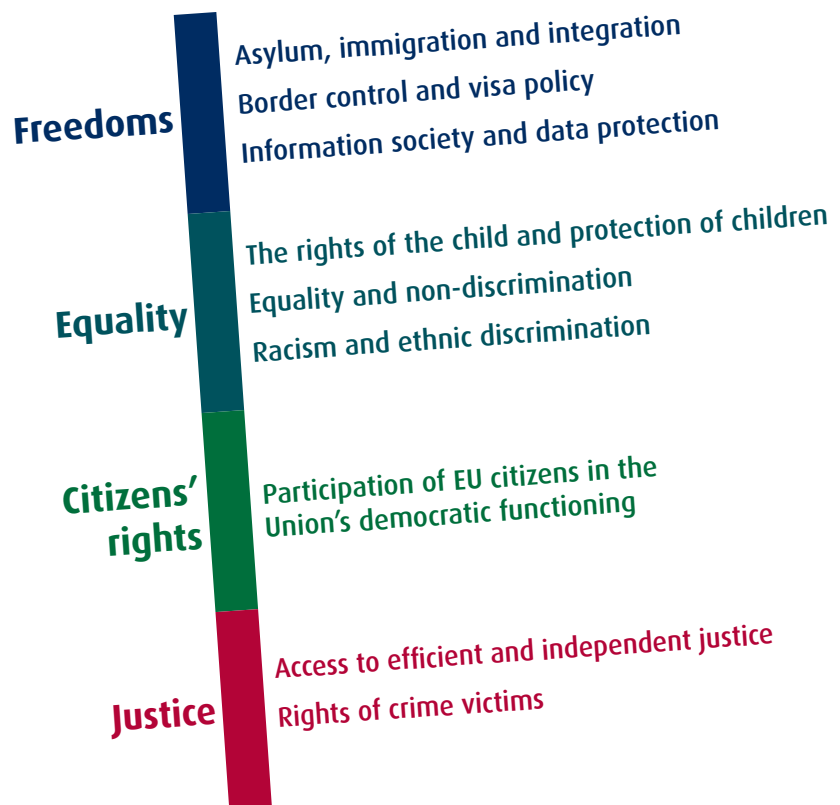 Freedoms
Asylum, immigration and integration
Border control and visa policy
Information society and data protection
Equality
The rights of the child and protection of children
Equality and non-discrimination
Racism and ethnic discrimination
Citizens’
rights
Participation of EU citizens in the
Union’s democratic functioning
Justice
Access to efficient and independent justice
Rights of crime victims